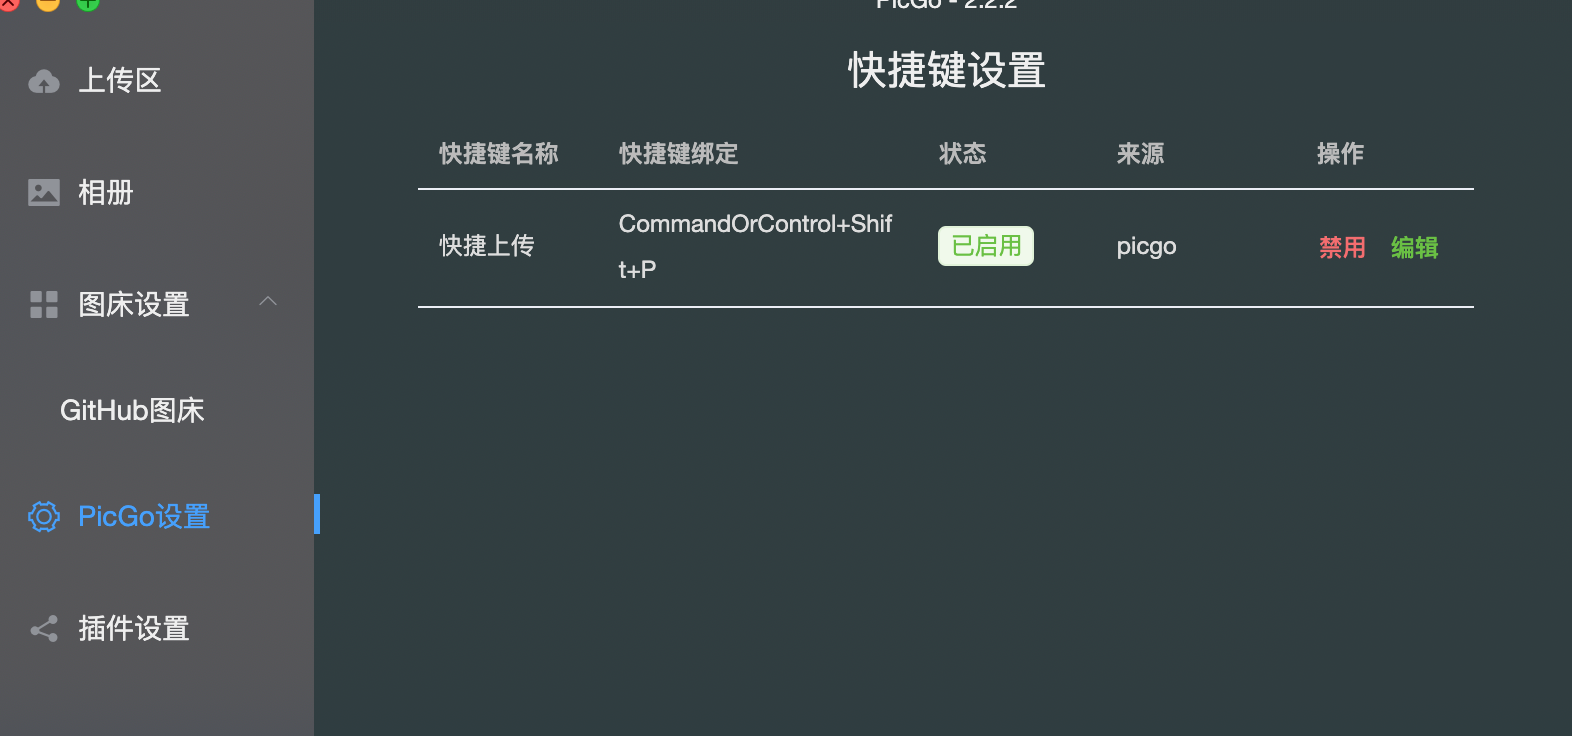 PicGo - 2.2.2
上传区
相册
图床设置
GitHub图床
PicGo设置
插件设置
快捷键设置
快捷键名称 快捷键绑定 状态 来源 操作
快捷上传 CommandOrControl+Shif
t+P 已启用 picgo 禁用 编辑